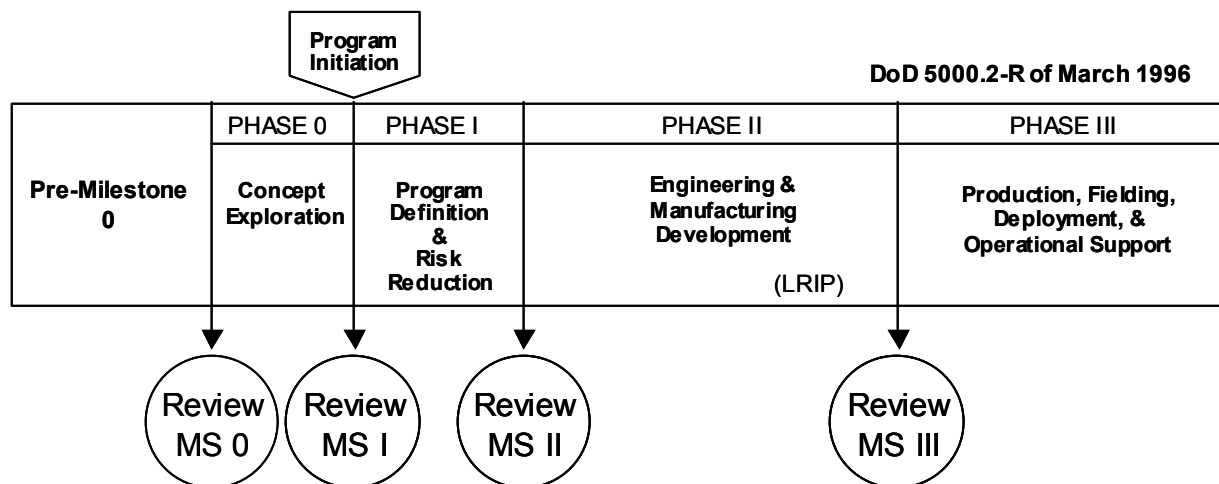 Program
Initiation
DoD 5000.2-R of March 1996
PHASE 0
PHASE I
PHASE II
PHASE III
Pre-Milestone
0
Concept
Exploration
Program
Definition
&
Risk
Reduction
Engineering &
Manufacturing
Development
(LRIP)
Production, Fielding,
Deployment, &
Operational Support
Review
MS 0
Review
MS I
Review
MS II
Review
MS III